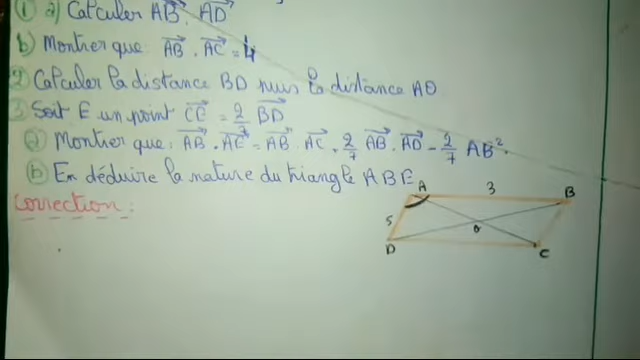 ① a) Calculer AB . AD
b) Montrer que : AB . AC = 4
② Calculer la distance BD puis la distance AO
③ Soit E un point CE = 2/7 BD
a) Montrer que : AB . AE = AB . AC + 2/7 AB . AD - 2/7 AB².
b) En déduire la nature du triangle ABE
Correction :
A 3 B
5 O
D C